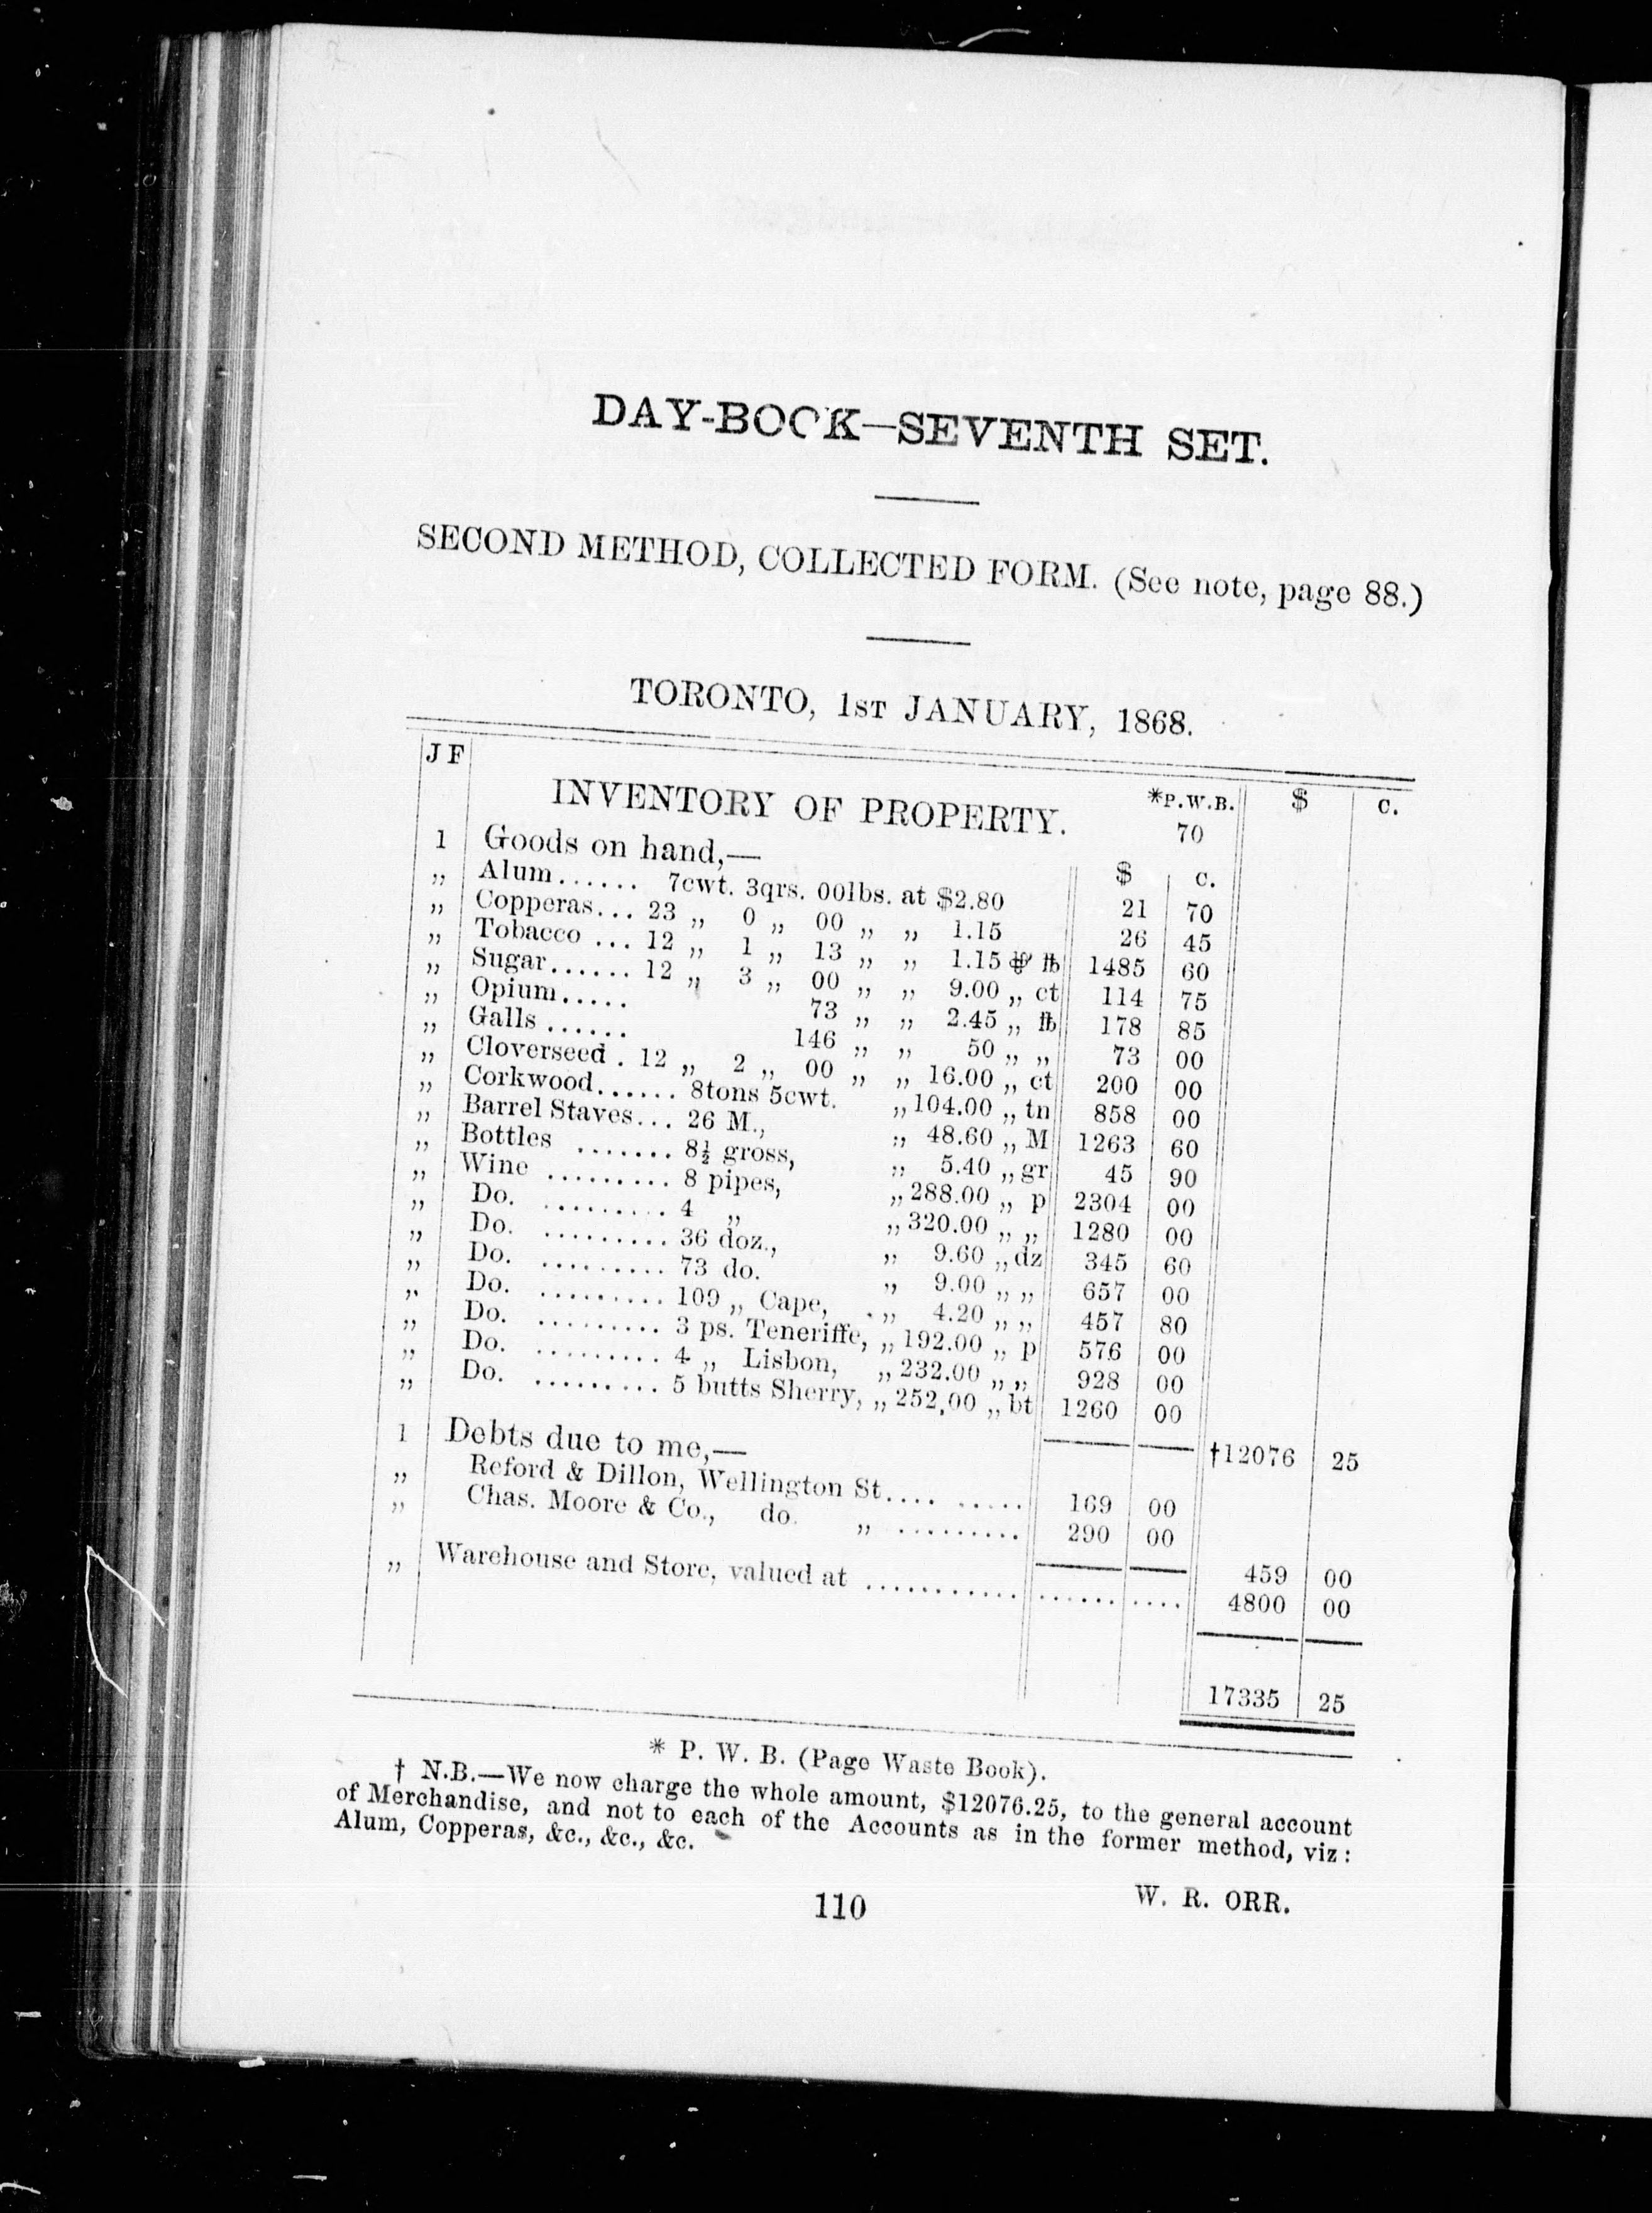 DAY-BOOK—SEVENTH SET.
SECOND METHOD, COLLECTED FORM. (See note, page 88.)
TORONTO, 1ST JANUARY, 1868.
J F INVENTORY OF PROPERTY. *P.W.B. $ c.
70
1 Goods on hand,— $ c.
„ Alum...... 7cwt. 3qrs. 00lbs. at $2.80 21 70
„ Copperas... 23 „ 0 „ 00 „ „ 1.15 26 45
„ Tobacco ... 12 „ 1 „ 13 „ „ 1.15 ⅌ ℔ 1485 60
„ Sugar...... 12 „ 3 „ 00 „ „ 9.00 „ ct 114 75
„ Opium..... 73 „ „ 2.45 „ ℔ 178 85
„ Galls ...... 146 „ „ 50 „ „ 73 00
„ Cloverseed . 12 „ 2 „ 00 „ „ 16.00 „ ct 200 00
„ Corkwood...... 8tons 5cwt. „ 104.00 „ tn 858 00
„ Barrel Staves... 26 M., „ 48.60 „ M 1263 60
„ Bottles ....... 8½ gross, „ 5.40 „ gr 45 90
„ Wine ......... 8 pipes, „ 288.00 „ p 2304 00
„ Do. ......... 4 „ „ 320.00 „ „ 1280 00
„ Do. ......... 36 doz., „ 9.60 „ dz 345 60
„ Do. ......... 73 do. „ 9.00 „ „ 657 00
„ Do. ......... 109 „ Cape, „ 4.20 „ „ 457 80
„ Do. ......... 3 ps. Teneriffe, „ 192.00 „ p 576 00
„ Do. ......... 4 „ Lisbon, „ 232.00 „ „ 928 00
„ Do. ......... 5 butts Sherry, „ 252.00 „ bt 1260 00
†12076 25
1 Debts due to me,—
„ Reford & Dillon, Wellington St.... ..... 169 00
„ Chas. Moore & Co., do. „ ......... 290 00
459 00
„ Warehouse and Store, valued at ........... ...... .... 4800 00
17335 25
* P. W. B. (Page Waste Book).
† N.B.—We now charge the whole amount, $12076.25, to the general account
of Merchandise, and not to each of the Accounts as in the former method, viz:
Alum, Copperas, &c., &c., &c.
W. R. ORR.
110